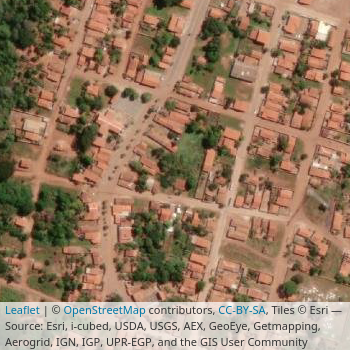 Leaflet | © OpenStreetMap contributors, CC-BY-SA, Tiles © Esri —
Source: Esri, i-cubed, USDA, USGS, AEX, GeoEye, Getmapping,
Aerogrid, IGN, IGP, UPR-EGP, and the GIS User Community